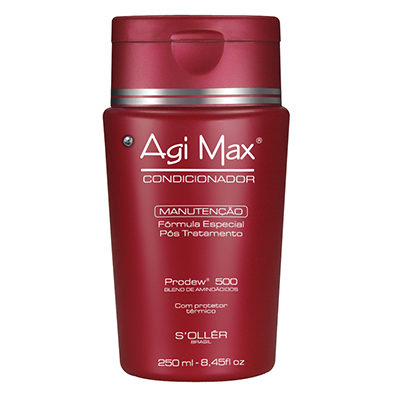 Agi Max®
CONDICIONADOR
MANUTENÇÃO
Fórmula Especial
Pós Tratamento
Prodew® 500
BLEND DE AMINOÁCIDOS
Com protetor
térmico
S'OLLÉR
BRASIL
250 ml - 8,45fl oz